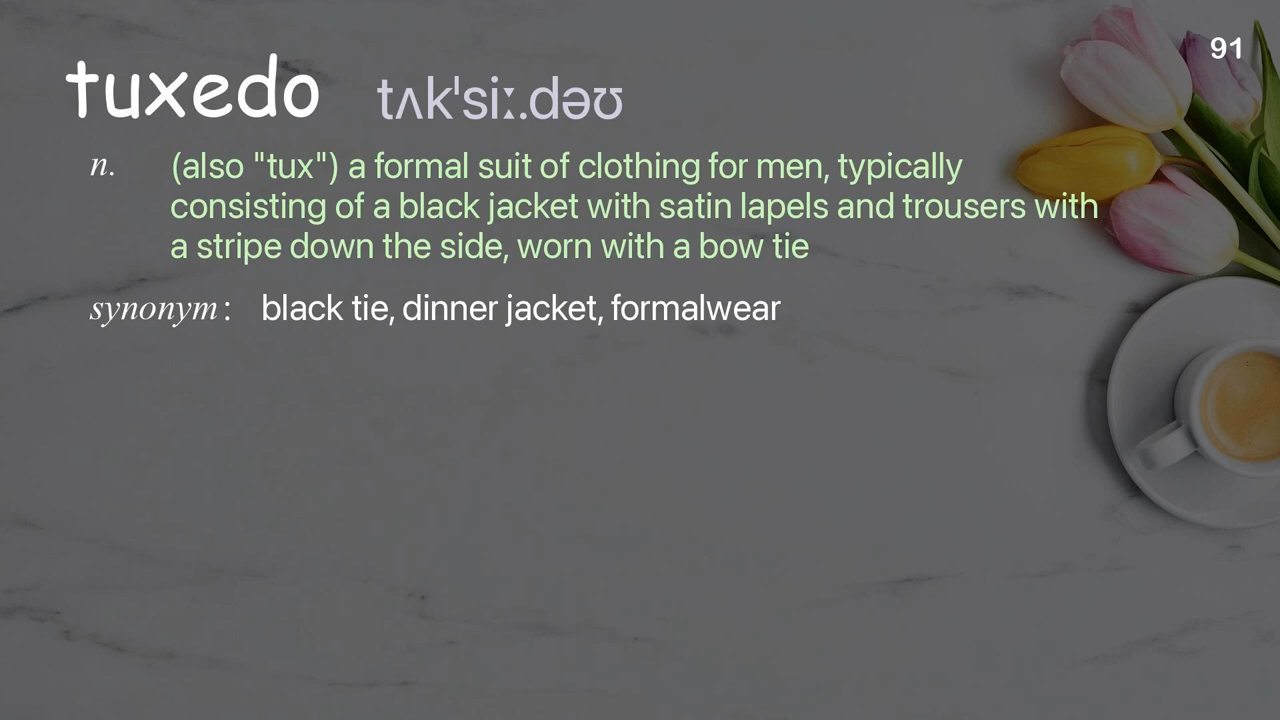 91
tuxedo tʌkˈsiː.dəʊ
n. (also "tux") a formal suit of clothing for men, typically
consisting of a black jacket with satin lapels and trousers with
a stripe down the side, worn with a bow tie
synonym: black tie, dinner jacket, formalwear